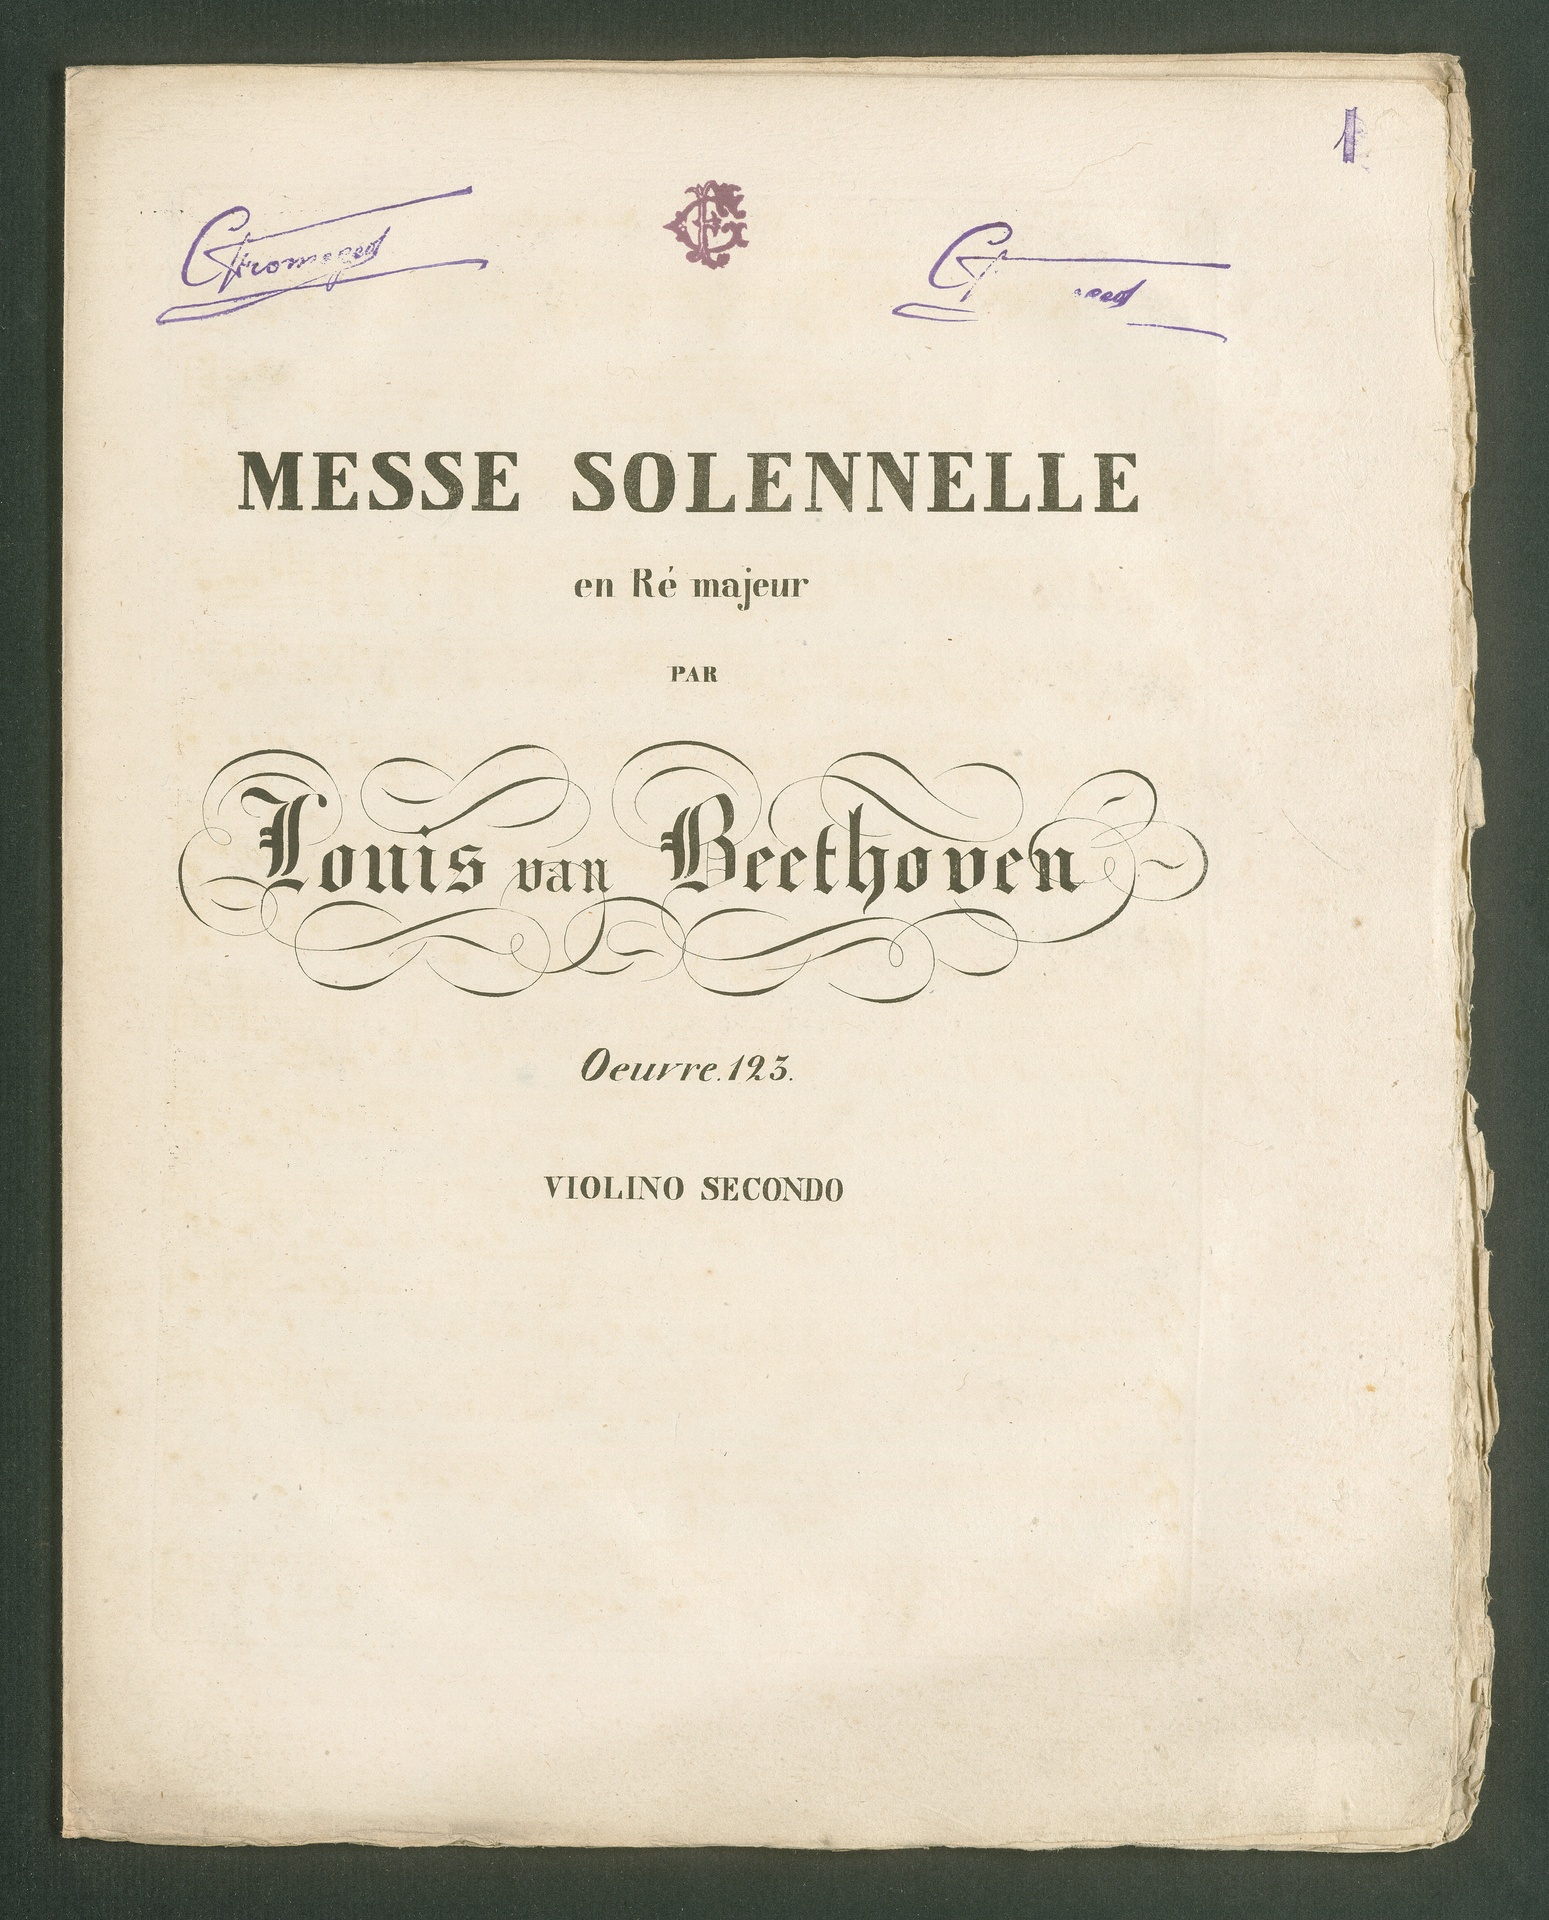 1
MESSE SOLENNELLE
en Ré majeur
PAR
Louis van Beethoven
Oeuvre. 123.
VIOLINO SECONDO